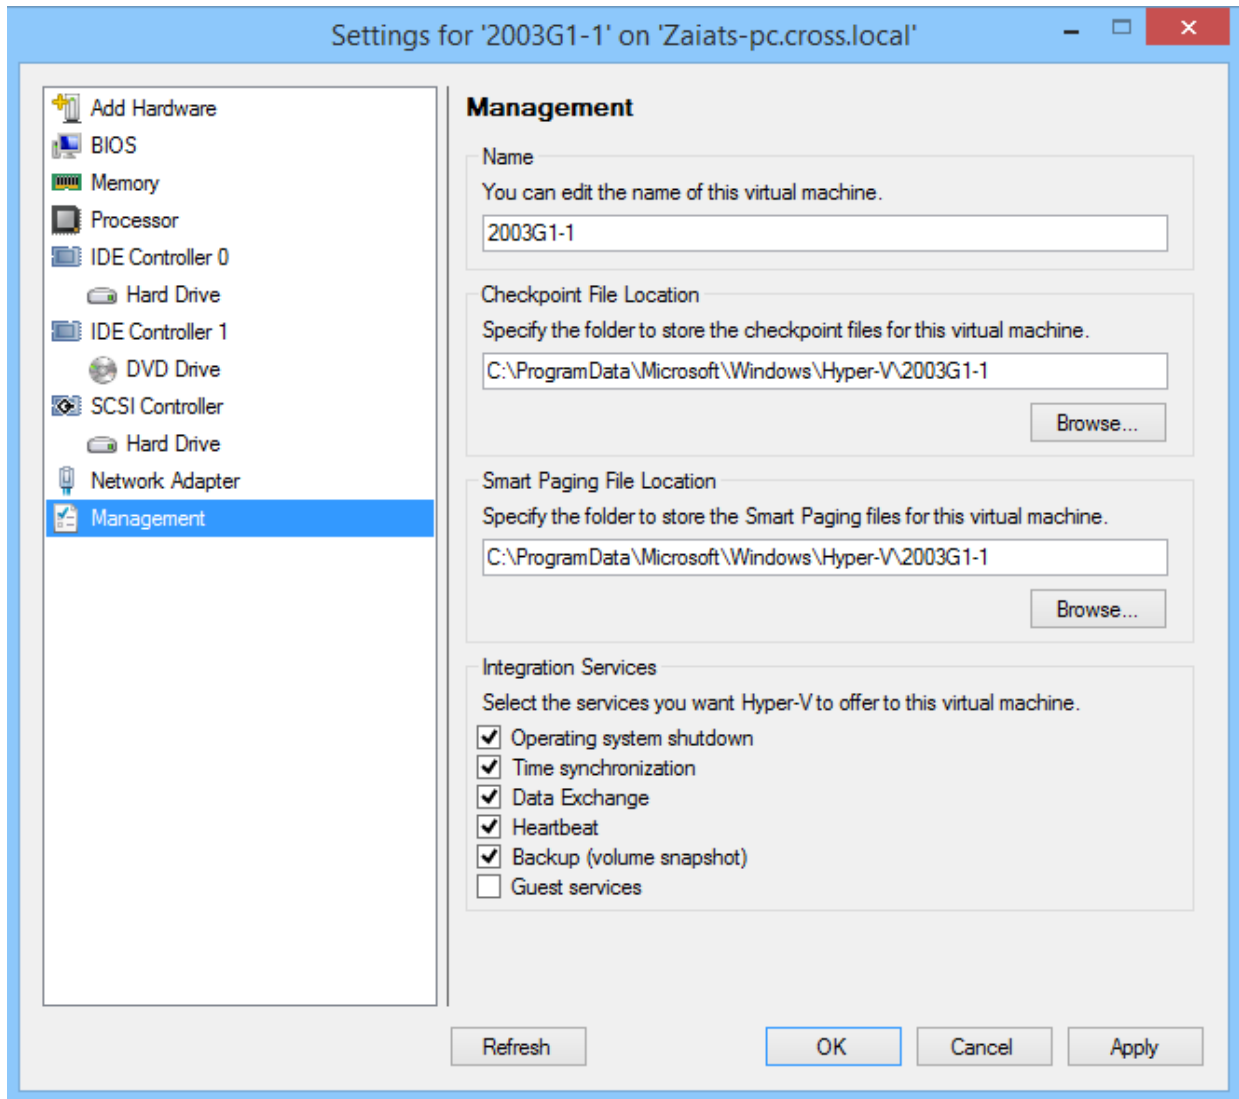 Settings for '2003G1-1' on 'Zaiats-pc.cross.local'
Add Hardware
BIOS
Memory
Processor
IDE Controller 0
Hard Drive
IDE Controller 1
DVD Drive
SCSI Controller
Hard Drive
Network Adapter
Management
Management
Name
You can edit the name of this virtual machine.
2003G1-1
Checkpoint File Location
Specify the folder to store the checkpoint files for this virtual machine.
C:\ProgramData\Microsoft\Windows\Hyper-V\2003G1-1
Browse...
Smart Paging File Location
Specify the folder to store the Smart Paging files for this virtual machine.
C:\ProgramData\Microsoft\Windows\Hyper-V\2003G1-1
Browse...
Integration Services
Select the services you want Hyper-V to offer to this virtual machine.
Operating system shutdown
Time synchronization
Data Exchange
Heartbeat
Backup (volume snapshot)
Guest services
Refresh
OK
Cancel
Apply